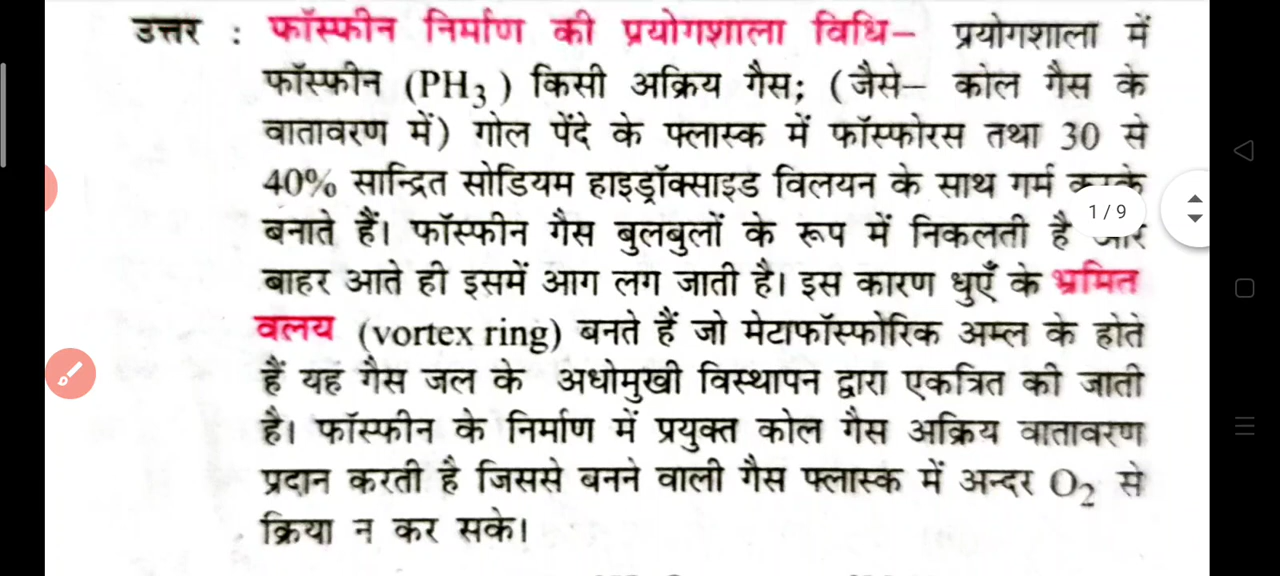 उत्तर : फॉस्फीन निर्माण की प्रयोगशाला विधि– प्रयोगशाला में
फॉस्फीन (PH3) किसी अक्रिय गैस; (जैसे– कोल गैस के
वातावरण में) गोल पेंदे के फ्लास्क में फॉस्फोरस तथा 30 से
40% सान्द्रित सोडियम हाइड्रॉक्साइड विलयन के साथ गर्म करके
1 / 9
बनाते हैं। फॉस्फीन गैस बुलबुलों के रूप में निकलती है
बाहर आते ही इसमें आग लग जाती है। इस कारण धुएँ के भ्रमित
वलय (vortex ring) बनते हैं जो मेटाफॉस्फोरिक अम्ल के होते
हैं यह गैस जल के अधोमुखी विस्थापन द्वारा एकत्रित की जाती
है। फॉस्फीन के निर्माण में प्रयुक्त कोल गैस अक्रिय वातावरण
प्रदान करती है जिससे बनने वाली गैस फ्लास्क में अन्दर O2 से
क्रिया न कर सके।